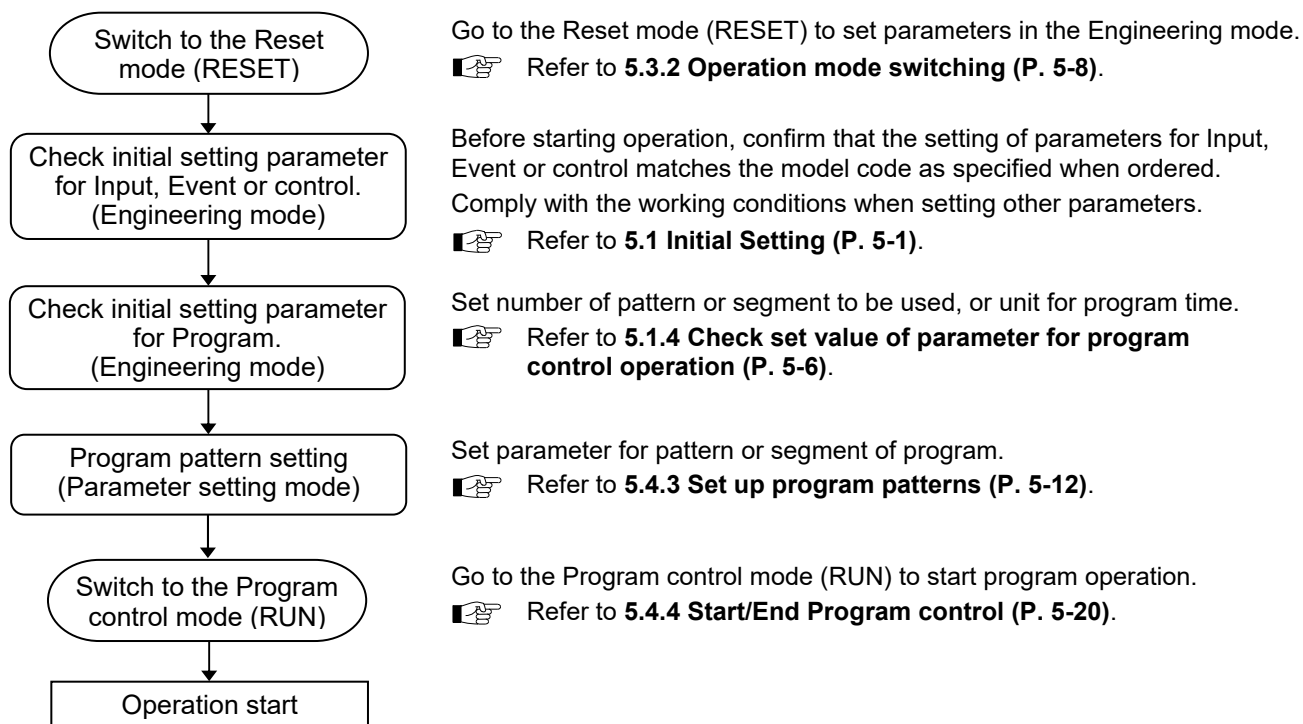 Switch to the Reset
mode (RESET)
Go to the Reset mode (RESET) to set parameters in the Engineering mode.
Refer to 5.3.2 Operation mode switching (P. 5-8).
Check initial setting parameter
for Input, Event or control.
(Engineering mode)
Before starting operation, confirm that the setting of parameters for Input,
Event or control matches the model code as specified when ordered.
Comply with the working conditions when setting other parameters.
Refer to 5.1 Initial Setting (P. 5-1).
Check initial setting parameter
for Program.
(Engineering mode)
Set number of pattern or segment to be used, or unit for program time.
Refer to 5.1.4 Check set value of parameter for program
control operation (P. 5-6).
Program pattern setting
(Parameter setting mode)
Set parameter for pattern or segment of program.
Refer to 5.4.3 Set up program patterns (P. 5-12).
Switch to the Program
control mode (RUN)
Go to the Program control mode (RUN) to start program operation.
Refer to 5.4.4 Start/End Program control (P. 5-20).
Operation start